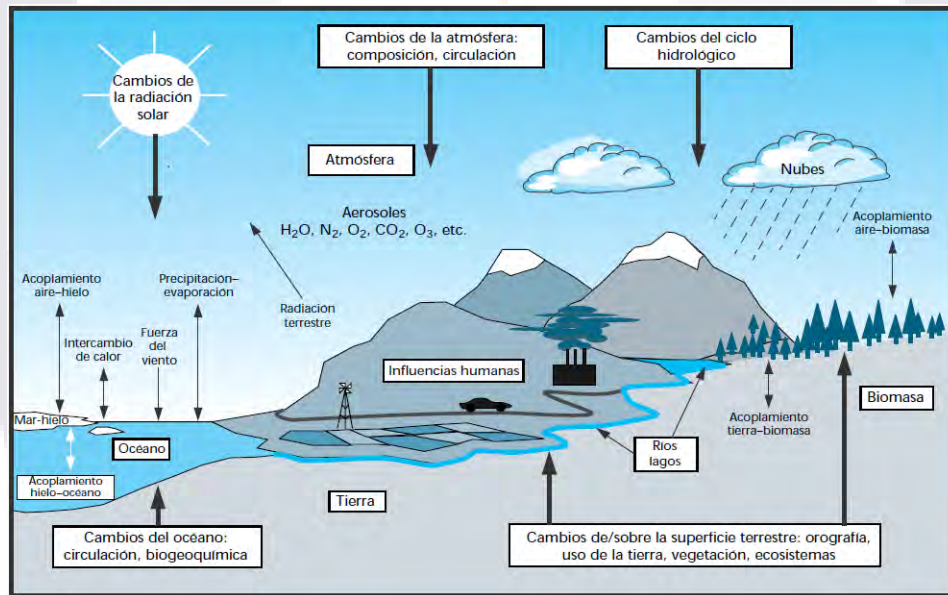 Cambios de la atmósfera:
composición, circulación
Cambios del ciclo
hidrológico
Cambios de
la radiación
solar
Atmósfera
Nubes
Aerosoles
H₂O, N₂, O₂, CO₂, O₃, etc.
Acoplamiento
aire–biomasa
Acoplamiento
aire–hielo
Precipitación–
evaporación
Radiación
terrestre
Intercambio
de calor
Fuerza
del
viento
Influencias humanas
Biomasa
Mar-hielo
Océano
Acoplamiento
tierra–biomasa
Ríos
lagos
Acoplamiento
hielo–océano
Tierra
Cambios del océano:
circulación, biogeoquímica
Cambios de/sobre la superficie terrestre: orografía,
uso de la tierra, vegetación, ecosistemas